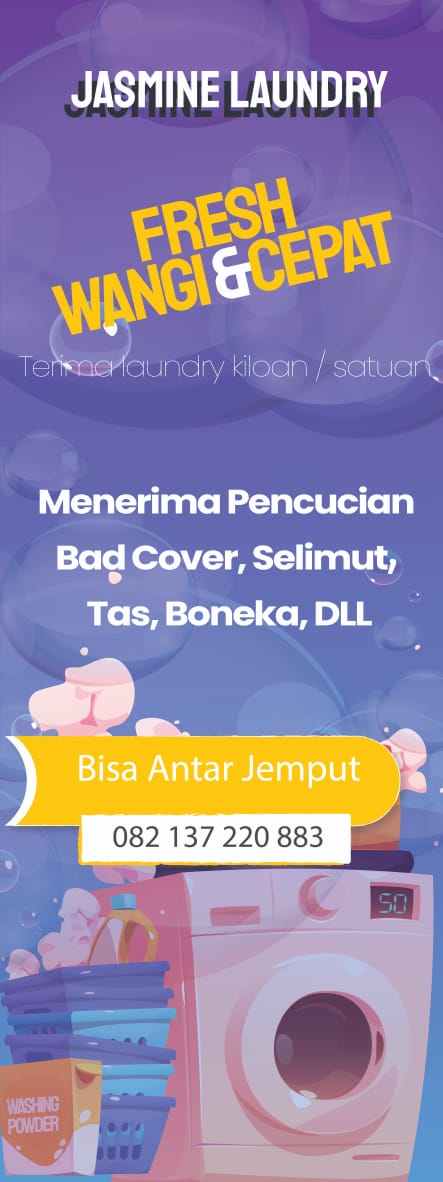 JASMINE LAUNDRY
FRESH
WANGI & CEPAT
Terima laundry kiloan / satuan
Menerima Pencucian
Bad Cover, Selimut,
Tas, Boneka, DLL
Bisa Antar Jemput
082 137 220 883
50
WASHING
POWDER